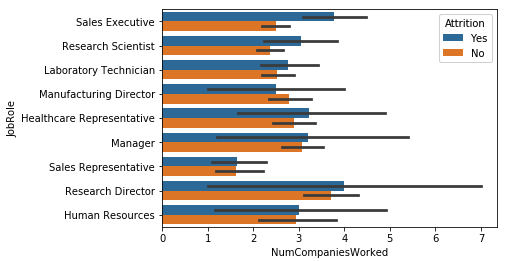 Sales Executive
Research Scientist
Laboratory Technician
Manufacturing Director
Healthcare Representative
Manager
Sales Representative
Research Director
Human Resources
JobRole
Attrition
Yes
No
0 1 2 3 4 5 6 7
NumCompaniesWorked